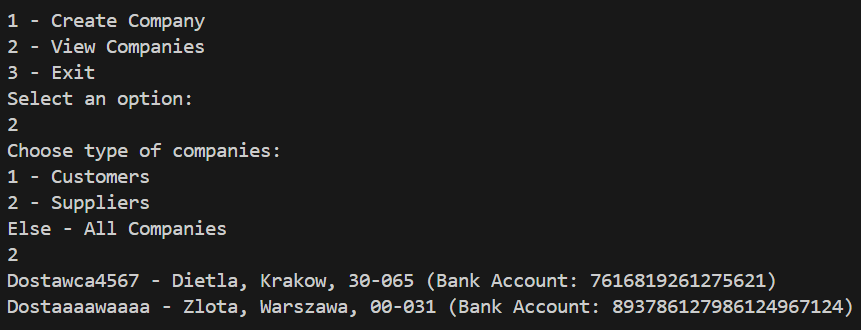 1 - Create Company
2 - View Companies
3 - Exit
Select an option:
2
Choose type of companies:
1 - Customers
2 - Suppliers
Else - All Companies
2
Dostawca4567 - Dietla, Krakow, 30-065 (Bank Account: 7616819261275621)
Dostaaaawaaaa - Zlota, Warszawa, 00-031 (Bank Account: 893786127986124967124)